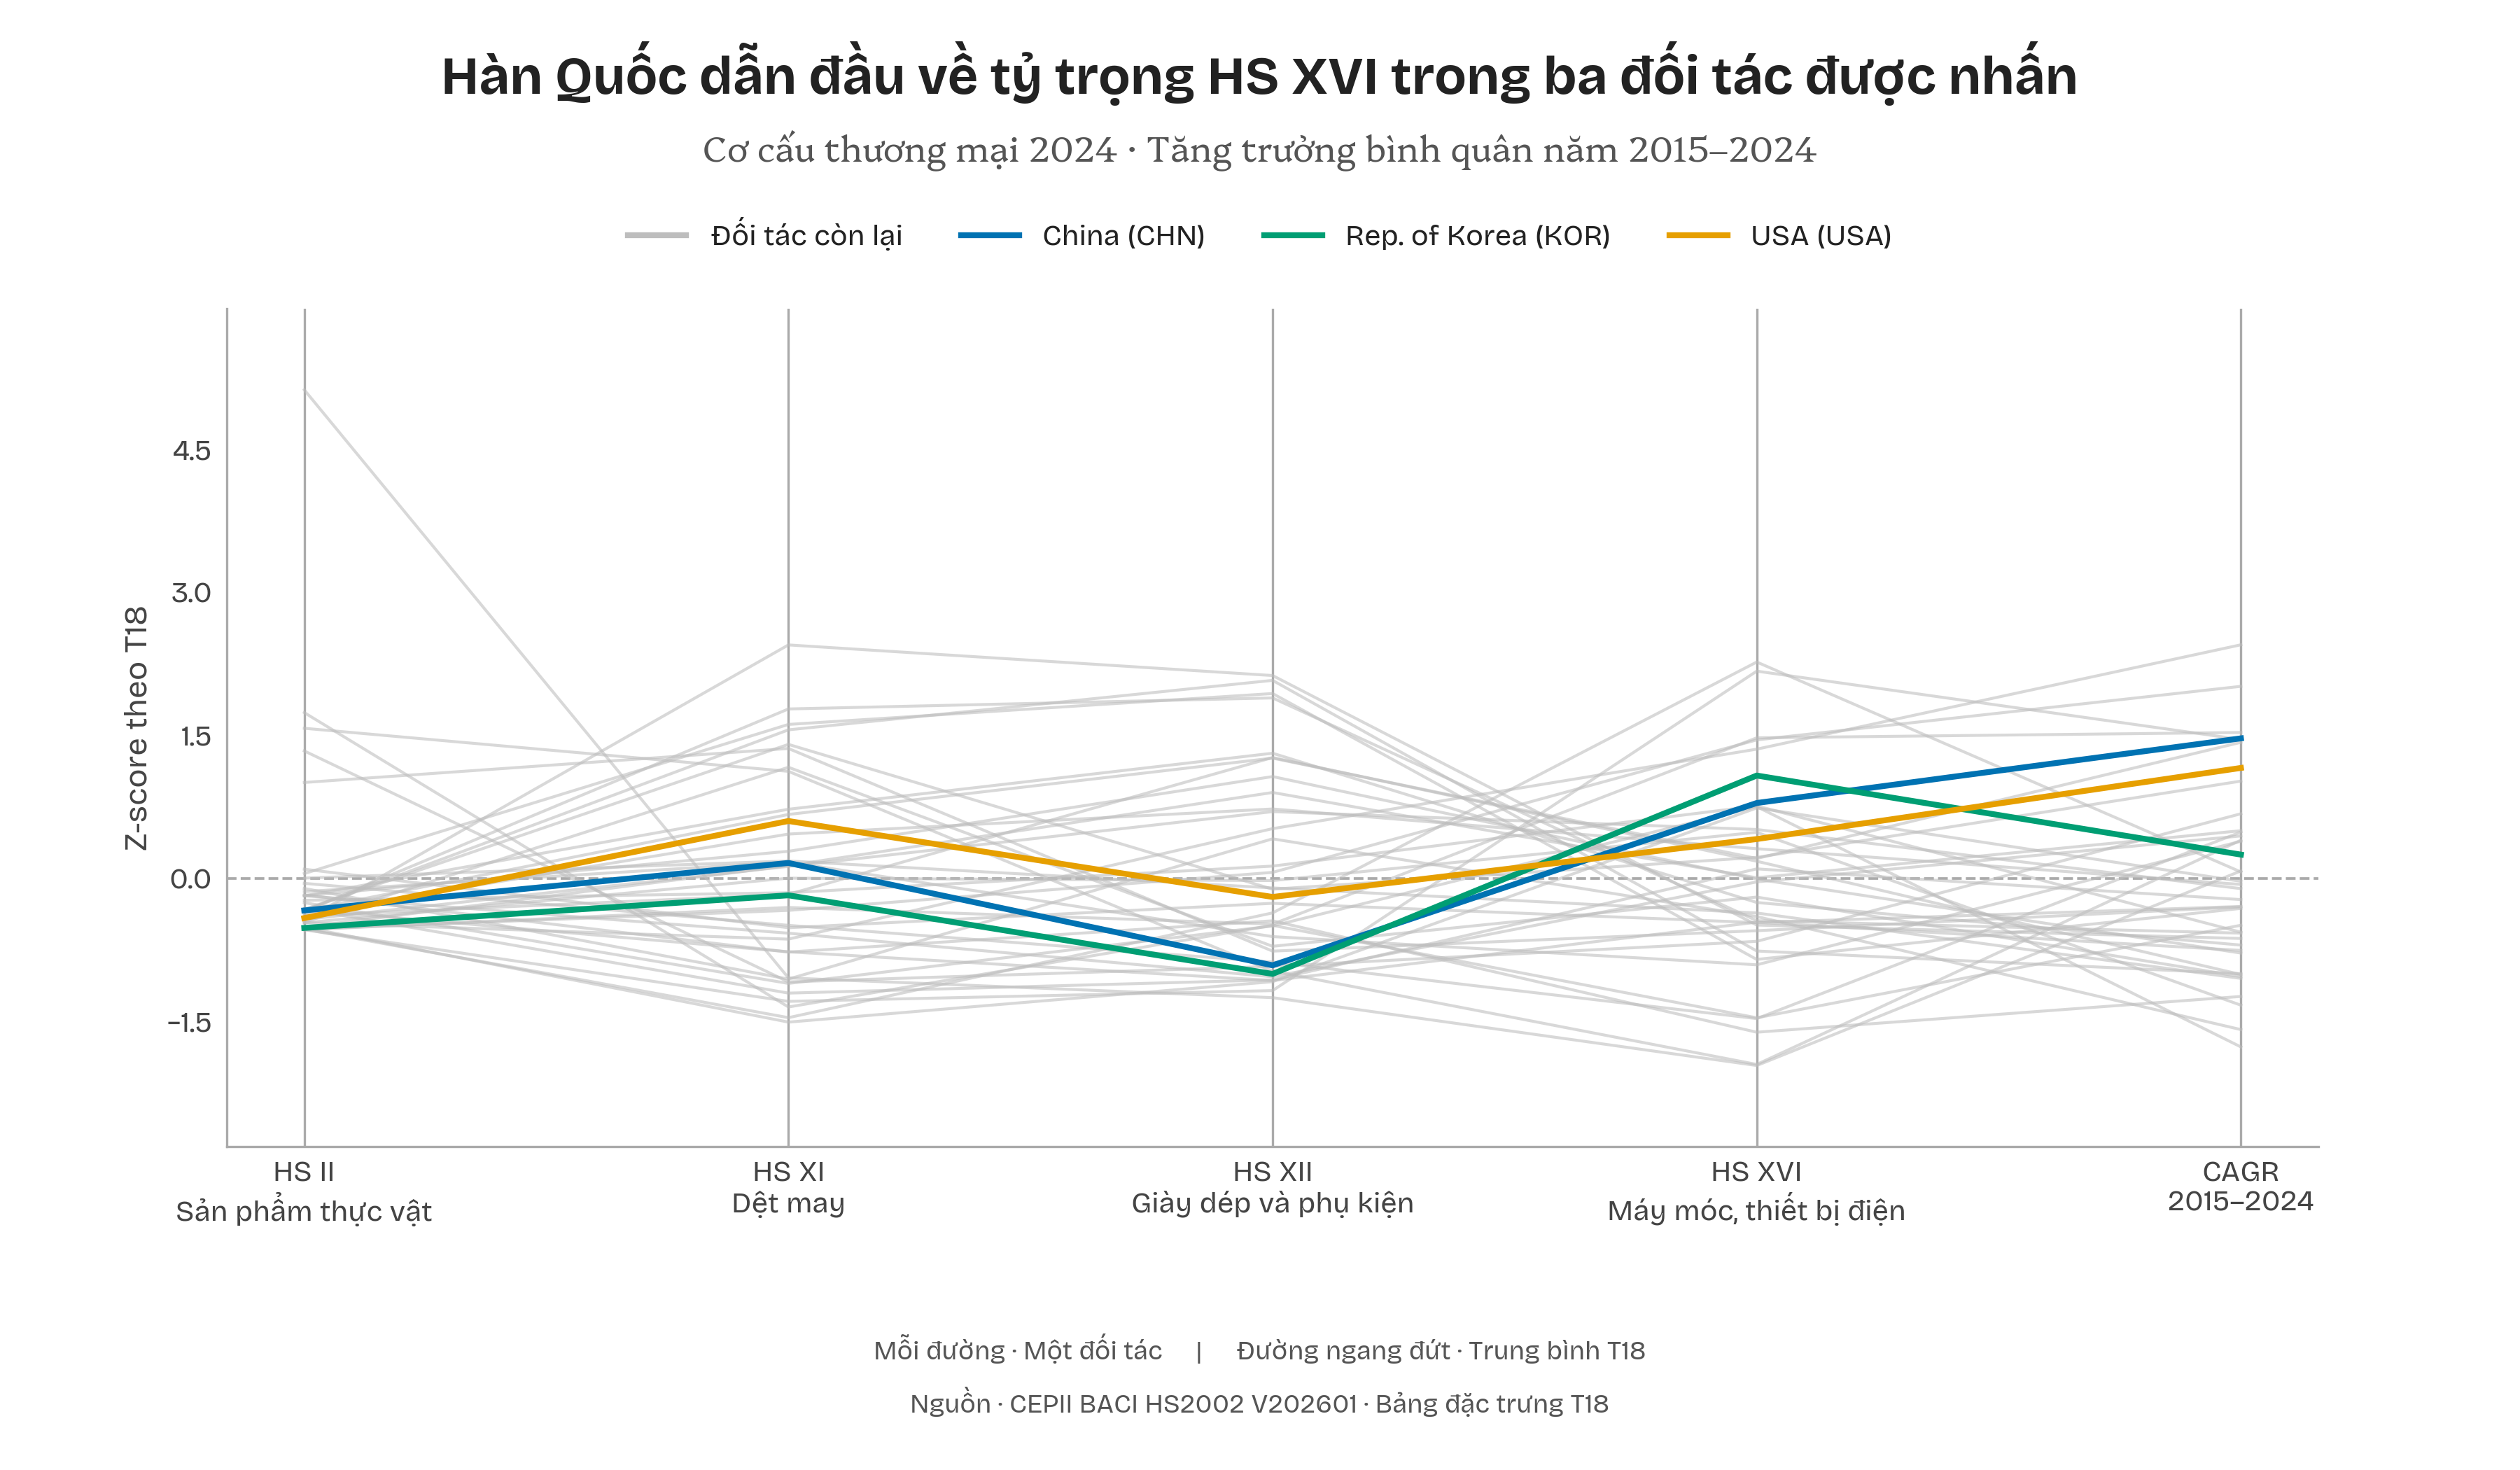 Hàn Quốc dẫn đầu về tỷ trọng HS XVI trong ba đối tác được nhấn
Cơ cấu thương mại 2024 · Tăng trưởng bình quân năm 2015–2024
Đối tác còn lại
China (CHN)
Rep. of Korea (KOR)
USA (USA)
Z-score theo T18
4.5
3.0
1.5
0.0
−1.5
HS II
Sản phẩm thực vật
HS XI
Dệt may
HS XII
Giày dép và phụ kiện
HS XVI
Máy móc, thiết bị điện
CAGR
2015–2024
Mỗi đường · Một đối tác | Đường ngang đứt · Trung bình T18
Nguồn · CEPII BACI HS2002 V202601 · Bảng đặc trưng T18